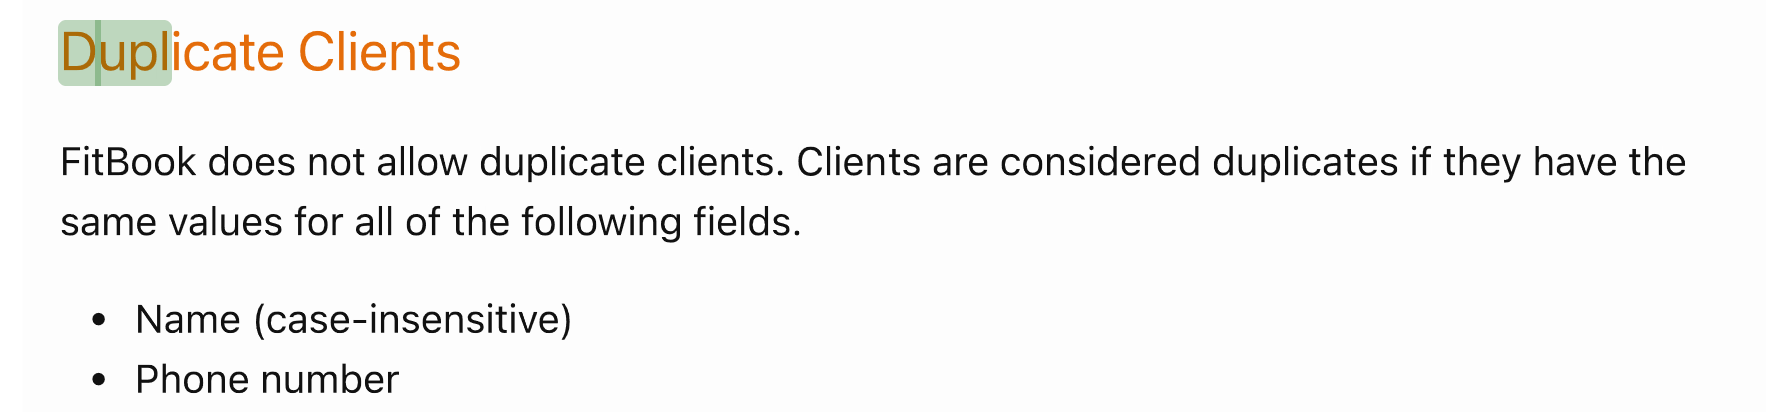 Duplicate Clients
FitBook does not allow duplicate clients. Clients are considered duplicates if they have the
same values for all of the following fields.
• Name (case-insensitive)
• Phone number